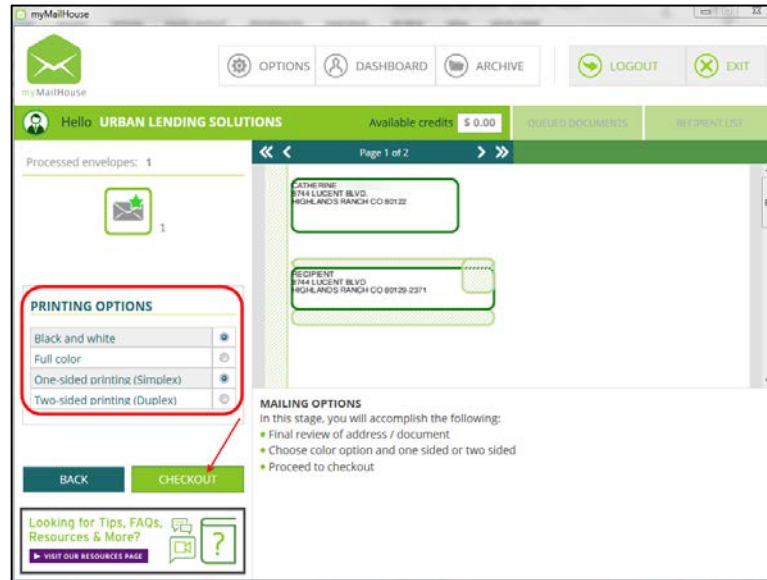 myMailHouse
OPTIONS
DASHBOARD
ARCHIVE
LOGOUT
EXIT
myMailHouse
Hello URBAN LENDING SOLUTIONS
Available credits $ 0.00
QUEUED DOCUMENTS
RECIPIENT LIST
Processed envelopes: 1
1
Page 1 of 2
CATHERINE
8744 LUCENT BLVD.
HIGHLANDS RANCH CO 80122
RECIPIENT
8744 LUCENT BLVD
HIGHLANDS RANCH CO 80129-2371
PRINTING OPTIONS
Black and white
Full color
One-sided printing (Simplex)
Two-sided printing (Duplex)
BACK
CHECKOUT
MAILING OPTIONS
In this stage, you will accomplish the following:
• Final review of address / document
• Choose color option and one sided or two sided
• Proceed to checkout
Looking for Tips, FAQs,
Resources & More?
VISIT OUR RESOURCES PAGE
?